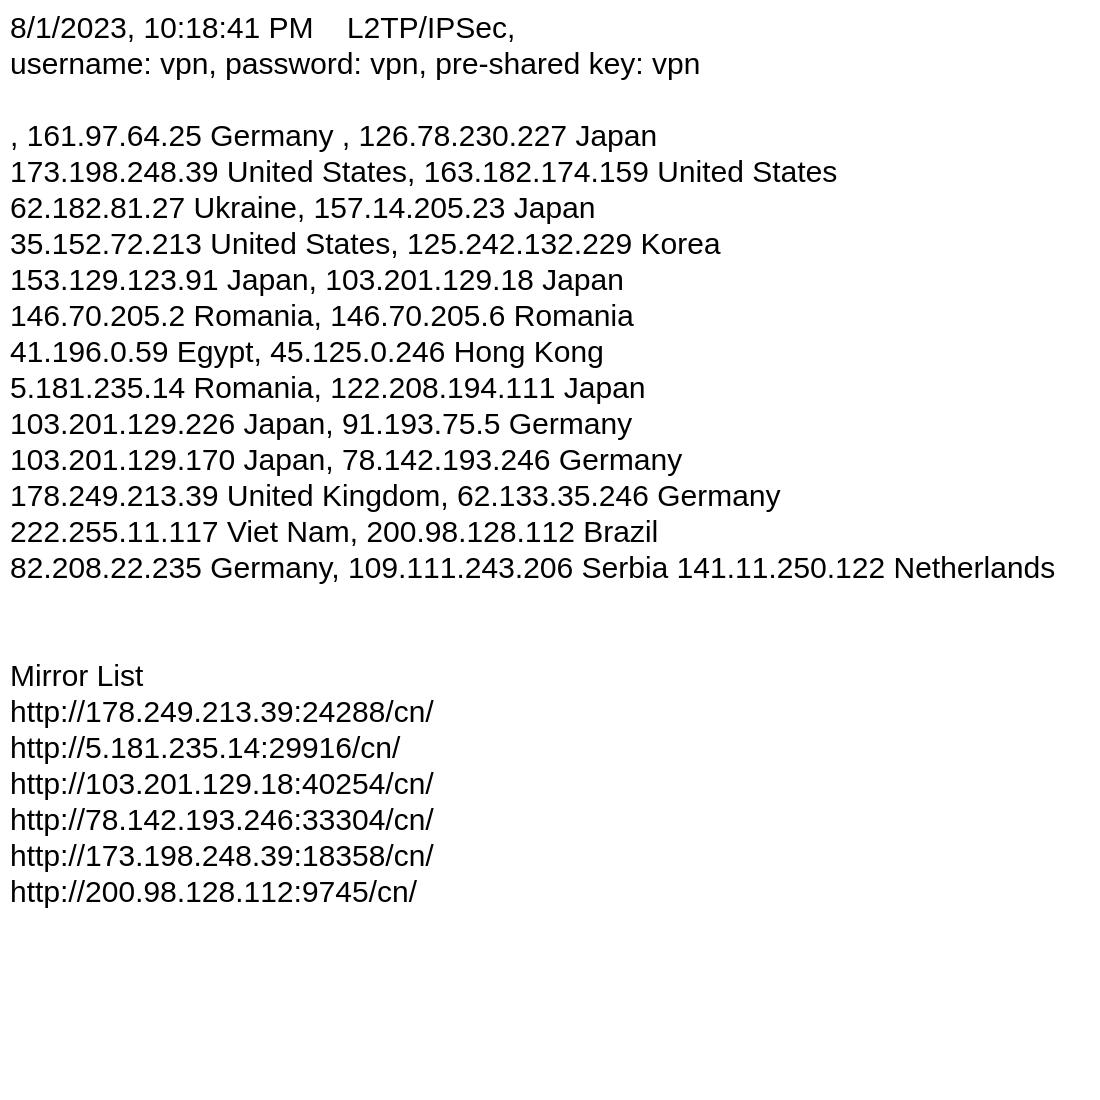 8/1/2023, 10:18:41 PM    L2TP/IPSec,
username: vpn, password: vpn, pre-shared key: vpn
, 161.97.64.25 Germany , 126.78.230.227 Japan
173.198.248.39 United States, 163.182.174.159 United States
62.182.81.27 Ukraine, 157.14.205.23 Japan
35.152.72.213 United States, 125.242.132.229 Korea
153.129.123.91 Japan, 103.201.129.18 Japan
146.70.205.2 Romania, 146.70.205.6 Romania
41.196.0.59 Egypt, 45.125.0.246 Hong Kong
5.181.235.14 Romania, 122.208.194.111 Japan
103.201.129.226 Japan, 91.193.75.5 Germany
103.201.129.170 Japan, 78.142.193.246 Germany
178.249.213.39 United Kingdom, 62.133.35.246 Germany
222.255.11.117 Viet Nam, 200.98.128.112 Brazil
82.208.22.235 Germany, 109.111.243.206 Serbia 141.11.250.122 Netherlands
Mirror List
http://178.249.213.39:24288/cn/
http://5.181.235.14:29916/cn/
http://103.201.129.18:40254/cn/
http://78.142.193.246:33304/cn/
http://173.198.248.39:18358/cn/
http://200.98.128.112:9745/cn/